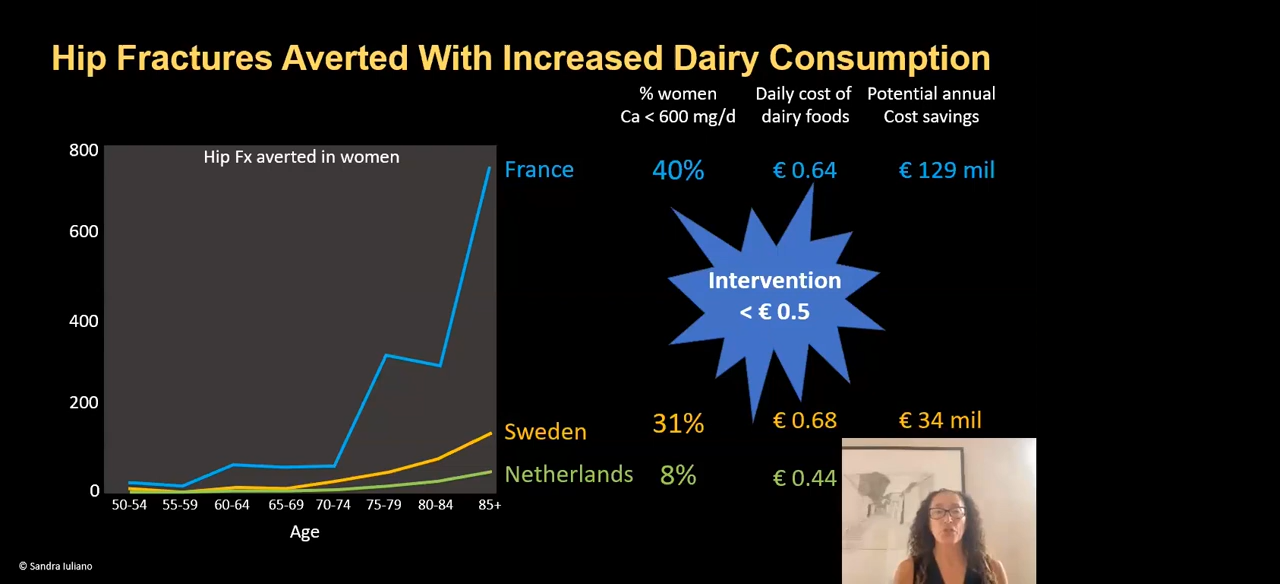 Hip Fractures Averted With Increased Dairy Consumption
% women
Ca < 600 mg/d
Daily cost of
dairy foods
Potential annual
Cost savings
Hip Fx averted in women
800
600
400
200
0
50-54 55-59 60-64 65-69 70-74 75-79 80-84 85+
Age
France 40% € 0.64 € 129 mil
Intervention
< € 0.5
Sweden 31% € 0.68 € 34 mil
Netherlands 8% € 0.44
© Sandra Iuliano